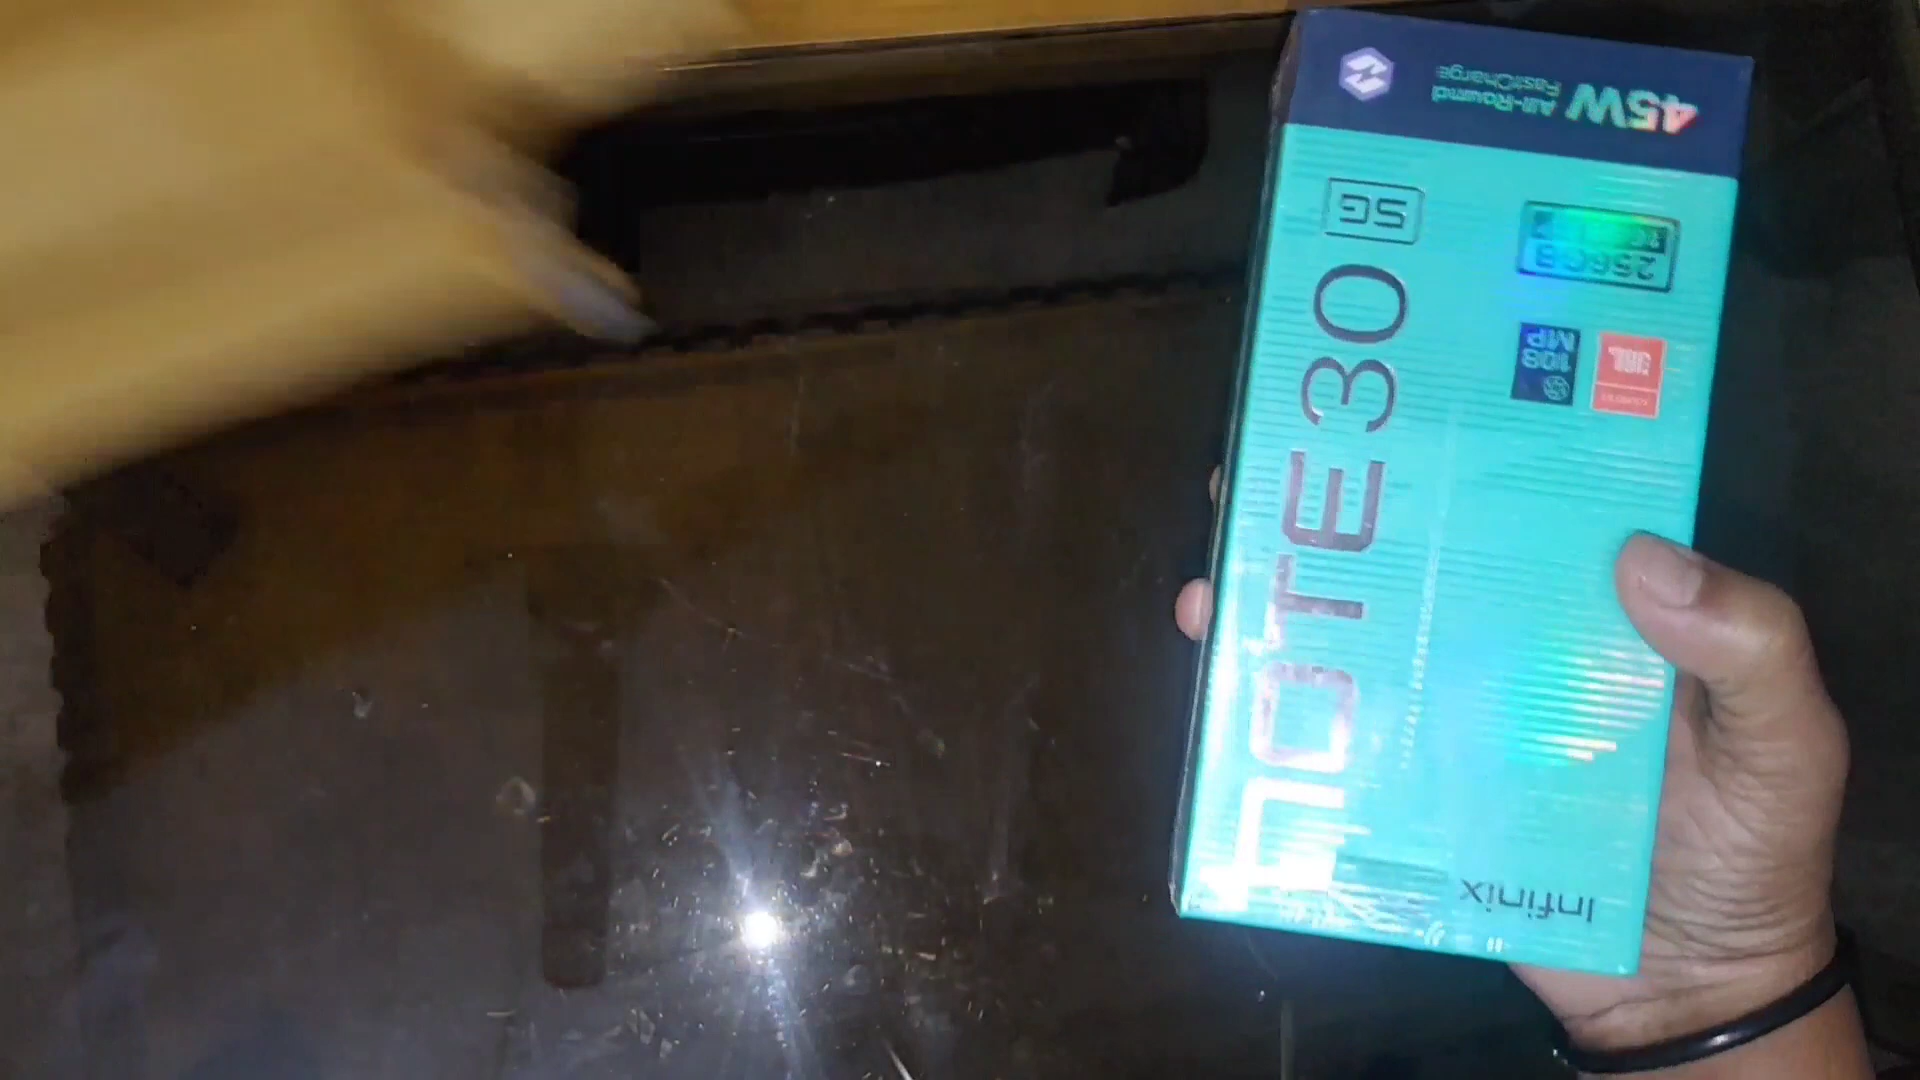 Infinix
NOTE 30 5G
JBL
108
MP
256GB
45W All-Round
FastCharge